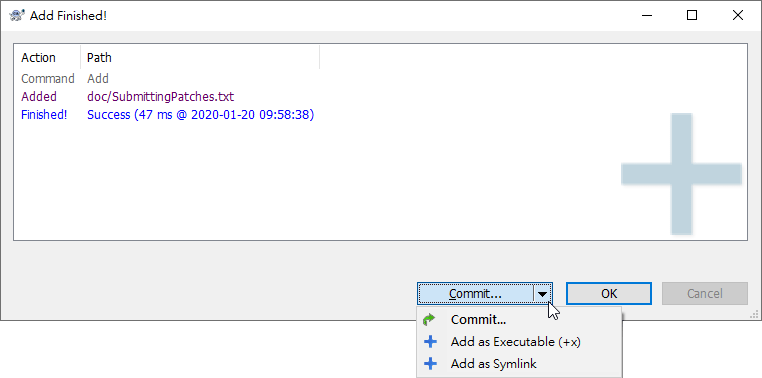 Add Finished!
Action Path
Command Add
Added doc/SubmittingPatches.txt
Finished! Success (47 ms @ 2020-01-20 09:58:38)
Commit... OK Cancel
Commit...
Add as Executable (+x)
Add as Symlink